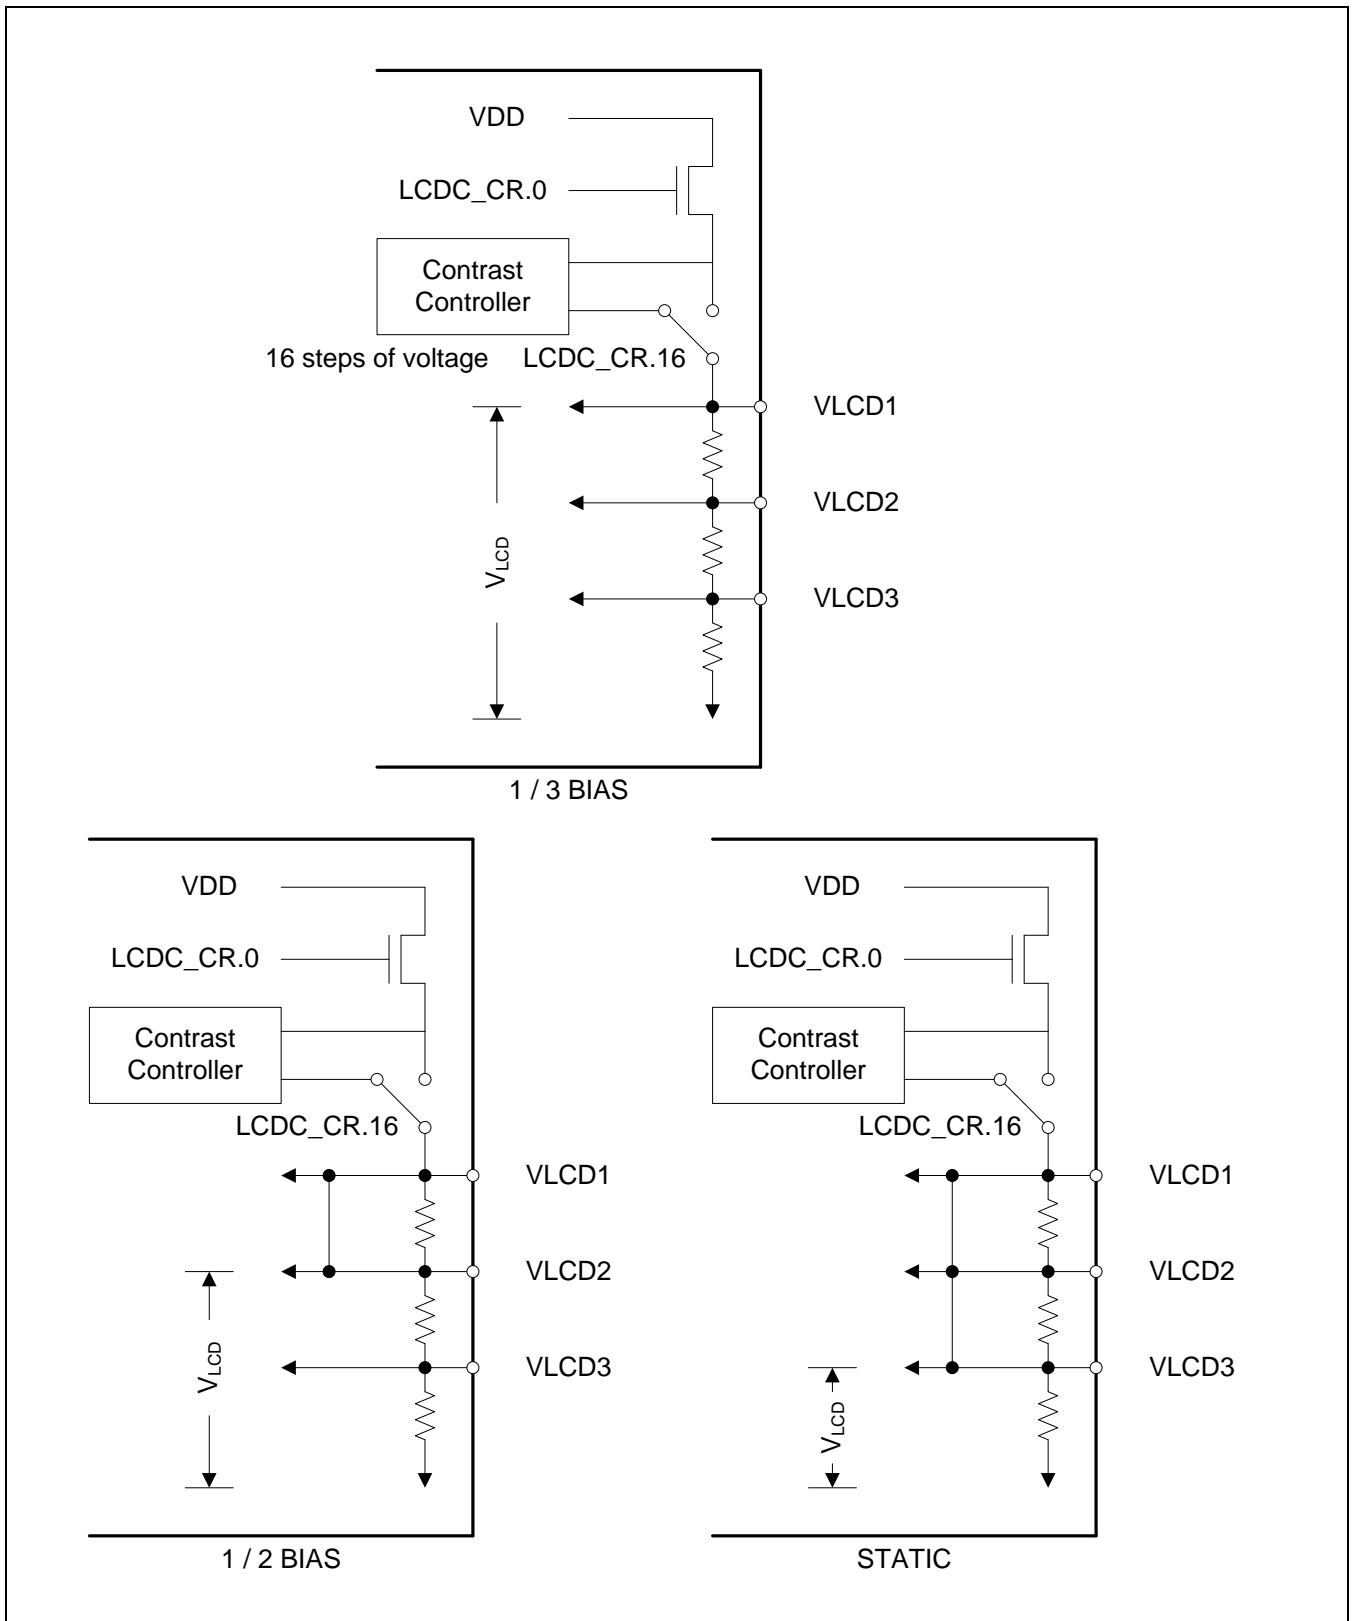 VDD
LCDC_CR.0
Contrast
Controller
16 steps of voltage
LCDC_CR.16
VLCD1
VLCD2
VLCD3
VLCD
1 / 3 BIAS
VDD
LCDC_CR.0
Contrast
Controller
LCDC_CR.16
VLCD1
VLCD2
VLCD3
VLCD
1 / 2 BIAS
VDD
LCDC_CR.0
Contrast
Controller
LCDC_CR.16
VLCD1
VLCD2
VLCD3
VLCD
STATIC